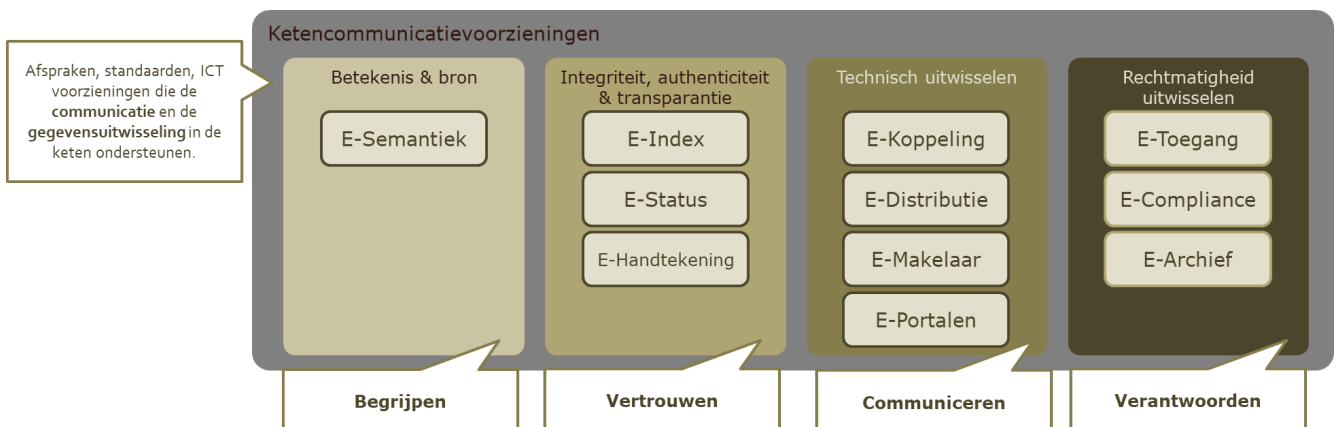 Ketencommunicatievoorzieningen
Afspraken, standaarden, ICT
voorzieningen die de
communicatie en de
gegevensuitwisseling in de
keten ondersteunen.
Betekenis & bron
E-Semantiek
Begrijpen
Integriteit, authenticiteit
& transparantie
E-Index
E-Status
E-Handtekening
Vertrouwen
Technisch uitwisselen
E-Koppeling
E-Distributie
E-Makelaar
E-Portalen
Communiceren
Rechtmatigheid
uitwisselen
E-Toegang
E-Compliance
E-Archief
Verantwoorden